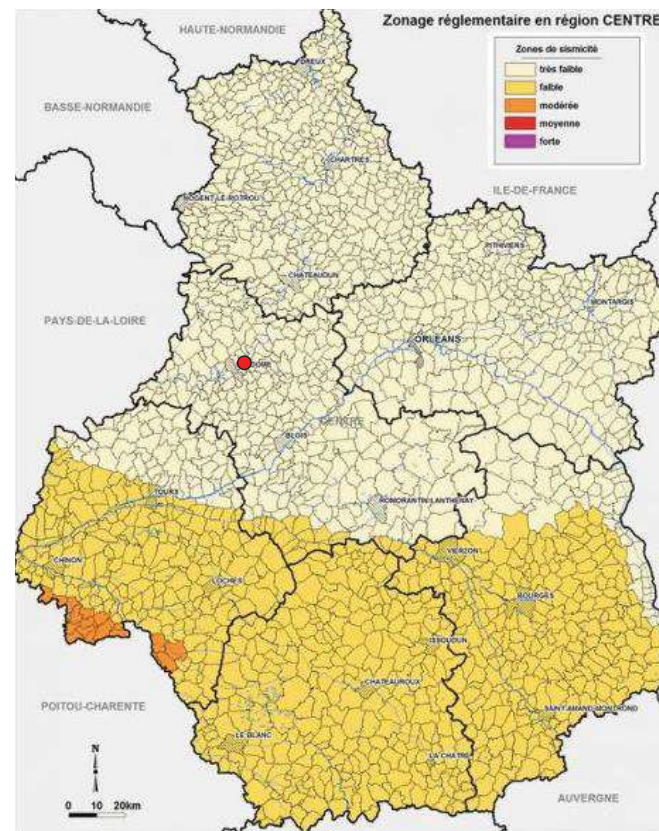 Zonage réglementaire en région CENTRE
HAUTE-NORMANDIE
Zones de sismicité
très faible
faible
modérée
moyenne
forte
DREUX
BASSE-NORMANDIE
CHARTRES
ILE-DE-FRANCE
NOGENT-LE-ROTROU
PITHIVIERS
CHATEAUDUN
MONTARGIS
PAYS-DE-LA-LOIRE
ORLEANS
CENTRE
BLOIS
TOURS
ROMORANTIN-LANTHENAY
CHINON
VIERZON
LOCHES
BOURGES
ISSOUDUN
CHATEAUROUX
POITOU-CHARENTE
SAINT-AMAND-MONTROND
LE BLANC
LA CHATRE
N
AUVERGNE
0 10 20km